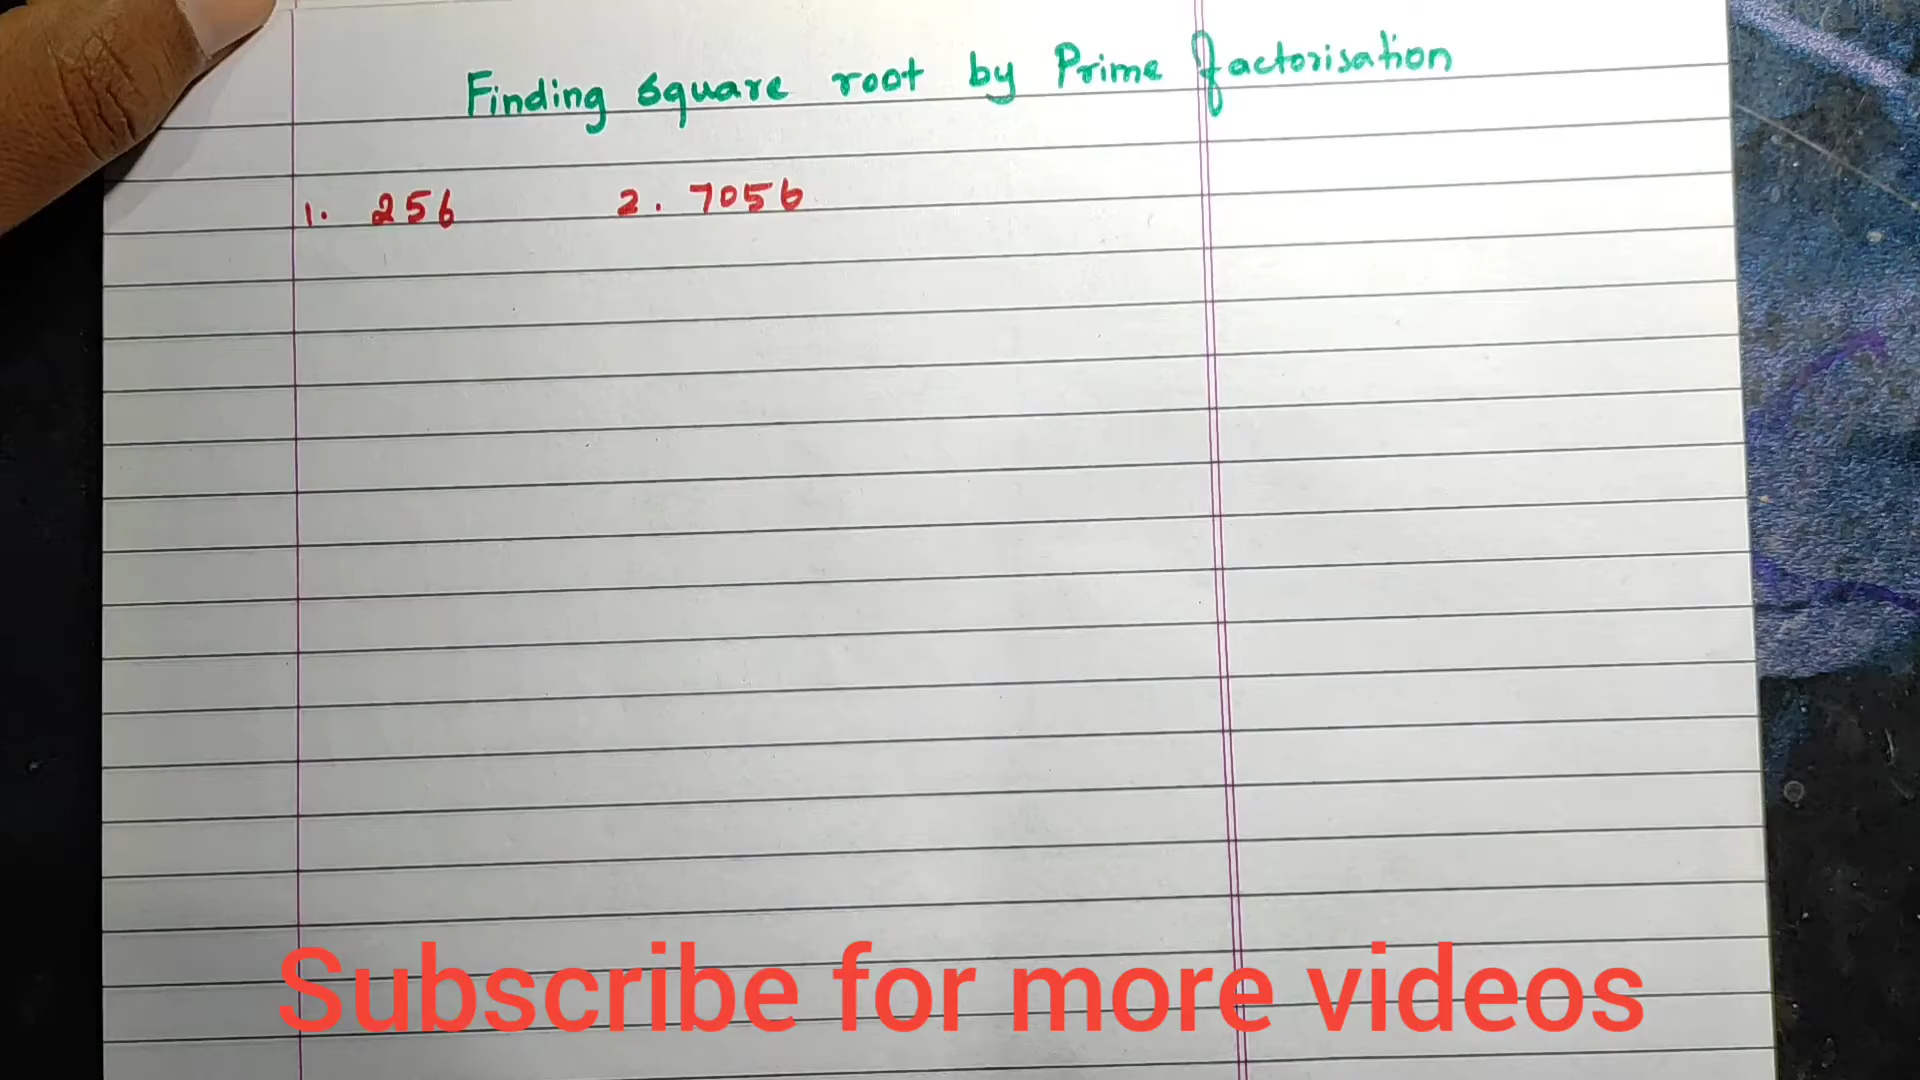 Finding square root by Prime factorisation
1. 256 2. 7056
Subscribe for more videos